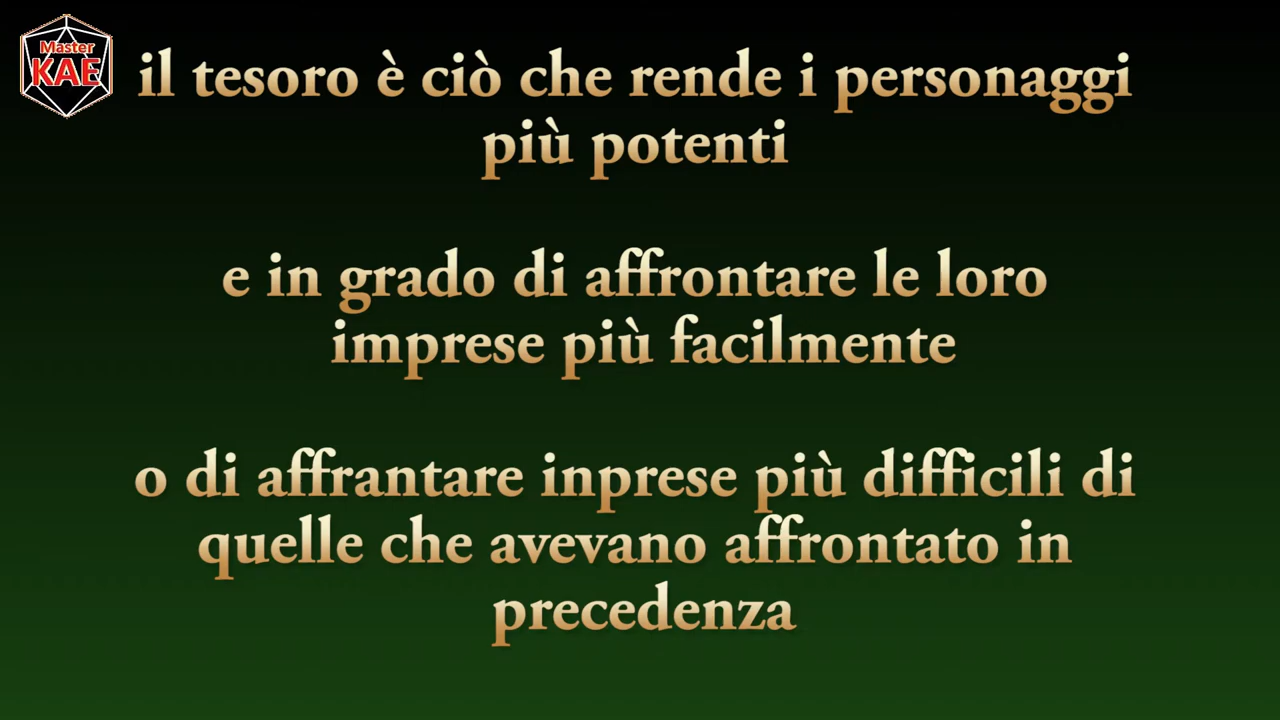 Master
KAE
il tesoro è ciò che rende i personaggi
più potenti
e in grado di affrontare le loro
imprese più facilmente
o di affrantare inprese più difficili di
quelle che avevano affrontato in
precedenza